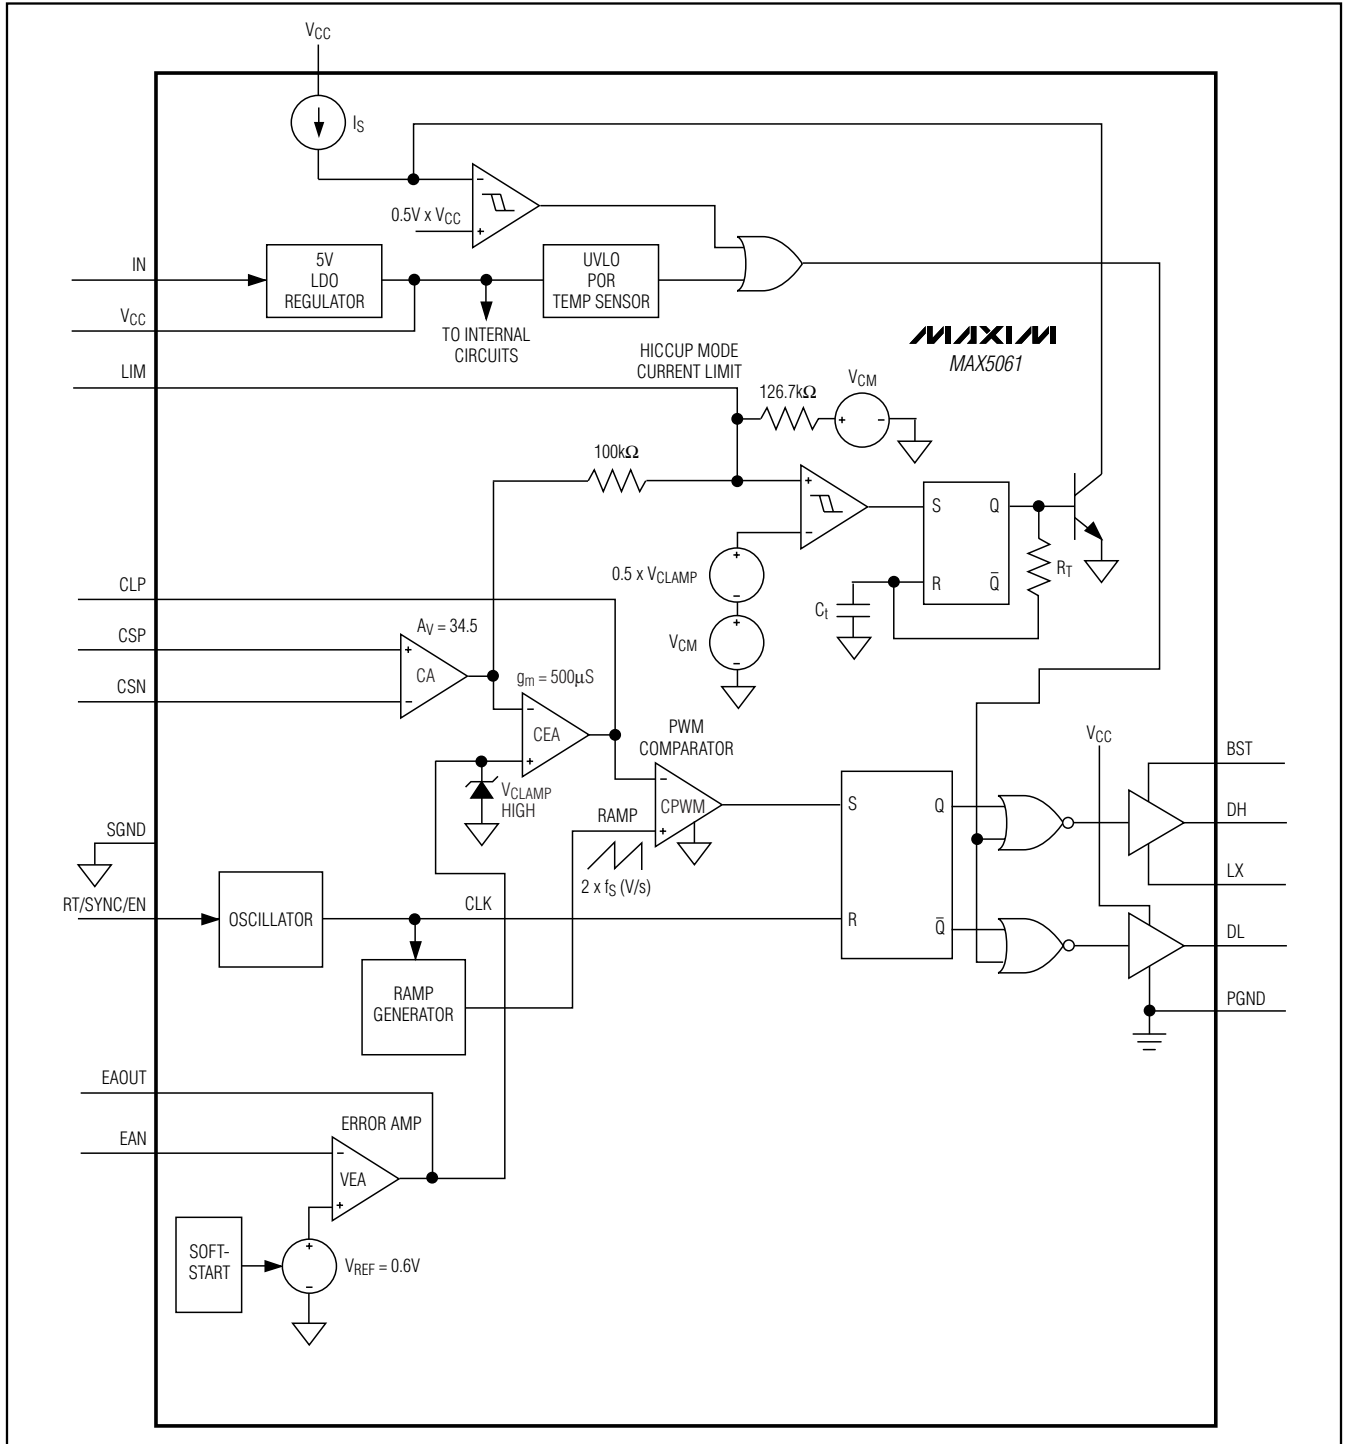 VCC
IS
0.5V x VCC
-
+
IN
5V
LDO
REGULATOR
UVLO
POR
TEMP SENSOR
VCC
TO INTERNAL
CIRCUITS
MAXIM
MAX5061
LIM
HICCUP MODE
CURRENT LIMIT
126.7kΩ
VCM
+
-
100kΩ
+
-
S
Q
R
Q̅
RT
Ct
0.5 x VCLAMP
+
-
VCM
+
-
CLP
CSP
AV = 34.5
+
CA
-
CSN
gm = 500µS
-
CEA
+
VCLAMP
HIGH
PWM
COMPARATOR
-
CPWM
+
RAMP
2 x fS (V/s)
S
Q
R
Q̅
VCC
BST
DH
LX
DL
PGND
SGND
RT/SYNC/EN
OSCILLATOR
CLK
RAMP
GENERATOR
EAOUT
ERROR AMP
EAN
-
VEA
+
SOFT-
START
+
-
VREF = 0.6V